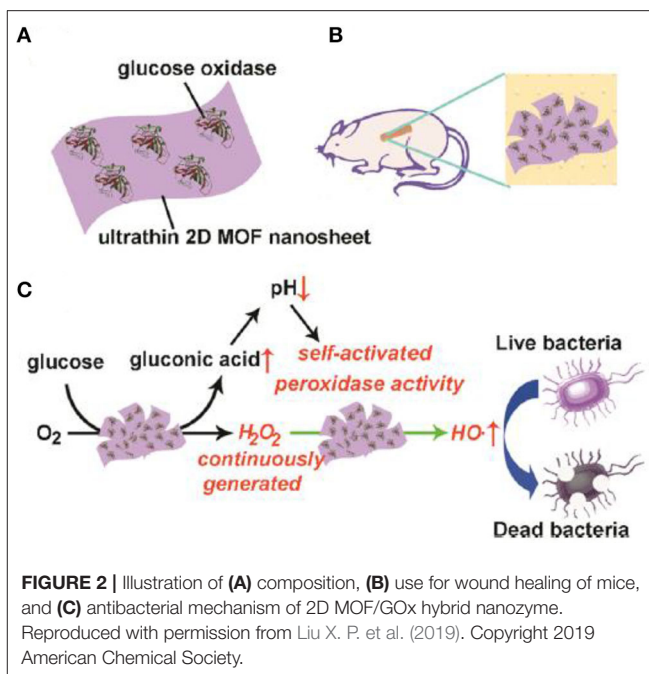 A
glucose oxidase
ultrathin 2D MOF nanosheet
B
C
pH↓
glucose
gluconic acid↑
self-activated
peroxidase activity
O₂
H₂O₂
continuously
generated
HO·↑
Live bacteria
Dead bacteria
FIGURE 2 | Illustration of (A) composition, (B) use for wound healing of mice,
and (C) antibacterial mechanism of 2D MOF/GOx hybrid nanozyme.
Reproduced with permission from Liu X. P. et al. (2019). Copyright 2019
American Chemical Society.